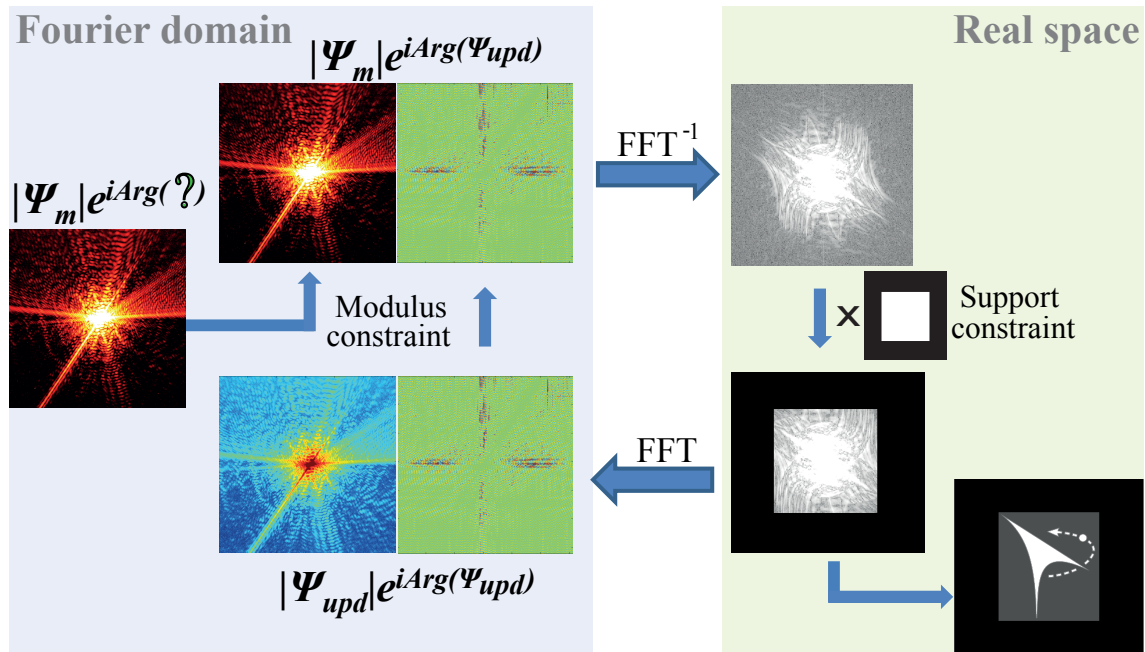 Fourier domain
Real space
|Ψm|e^iArg(Ψupd)
FFT^-1
|Ψm|e^iArg(?)
Modulus
constraint
x
Support
constraint
FFT
|Ψupd|e^iArg(Ψupd)